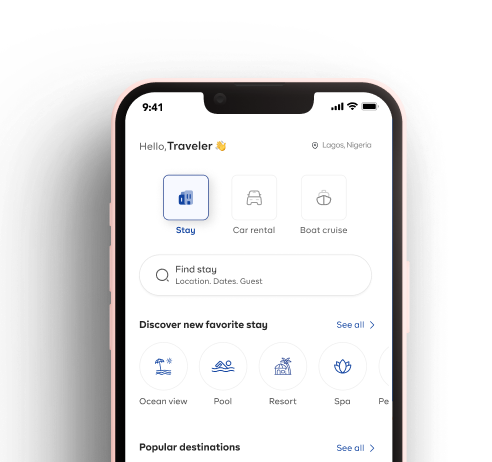 9:41
Hello, Traveler 👋
Lagos, Nigeria
Stay
Car rental
Boat cruise
Find stay
Location. Dates. Guest
Discover new favorite stay
See all
Ocean view
Pool
Resort
Spa
Pe
Popular destinations
See all